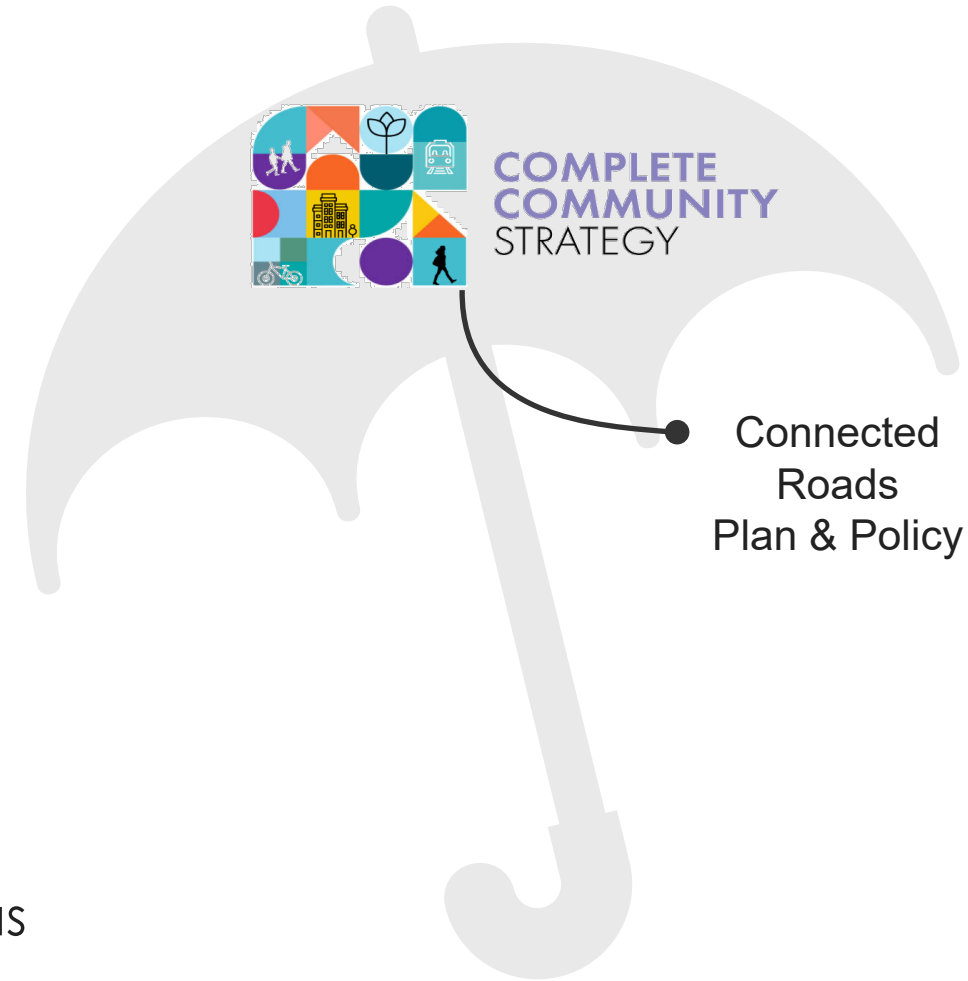 COMPLETE
COMMUNITY
STRATEGY
Connected
Roads
Plan & Policy